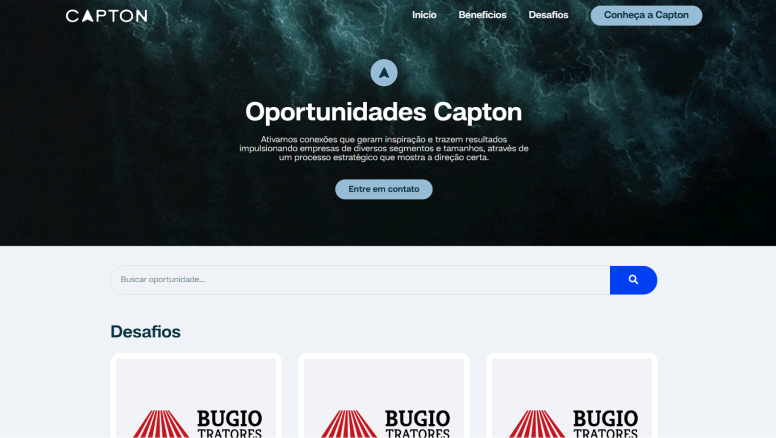 CAPTON
Inicio
Benefícios
Desafios
Conheça a Capton
Oportunidades Capton
Ativamos conexões que geram inspiração e trazem resultados
impulsionando empresas de diversos segmentos e tamanhos, através de
um processo estratégico que mostra a direção certa.
Entre em contato
Buscar oportunidade...
Desafios
BUGIO
TRATORES
BUGIO
TRATORES
BUGIO
TRATORES